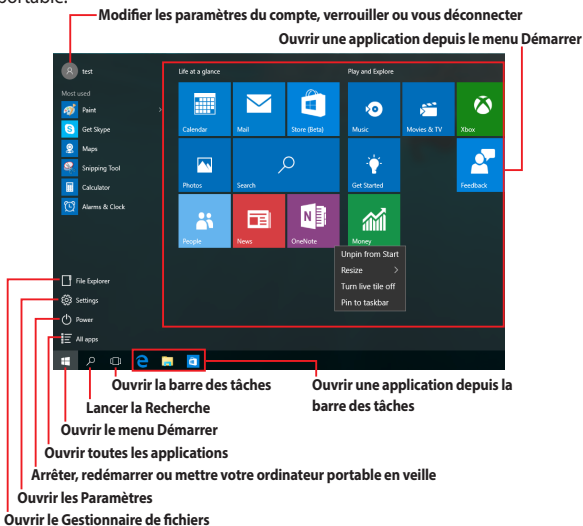 portable.
Modifier les paramètres du compte, verrouiller ou vous déconnecter
Ouvrir une application depuis le menu Démarrer
test
Life at a glance
Play and Explore
Most used
Paint
Get Skype
Maps
Snipping Tool
Calculator
Alarms & Clock
Calendar
Mail
Store (Beta)
Music
Movies & TV
Xbox
Photos
Search
Get Started
Feedback
People
News
OneNote
Money
Unpin from Start
Resize
Turn live tile off
Pin to taskbar
File Explorer
Settings
Power
All apps
Ouvrir la barre des tâches
Ouvrir une application depuis la
barre des tâches
Lancer la Recherche
Ouvrir le menu Démarrer
Ouvrir toutes les applications
Arrêter, redémarrer ou mettre votre ordinateur portable en veille
Ouvrir les Paramètres
Ouvrir le Gestionnaire de fichiers